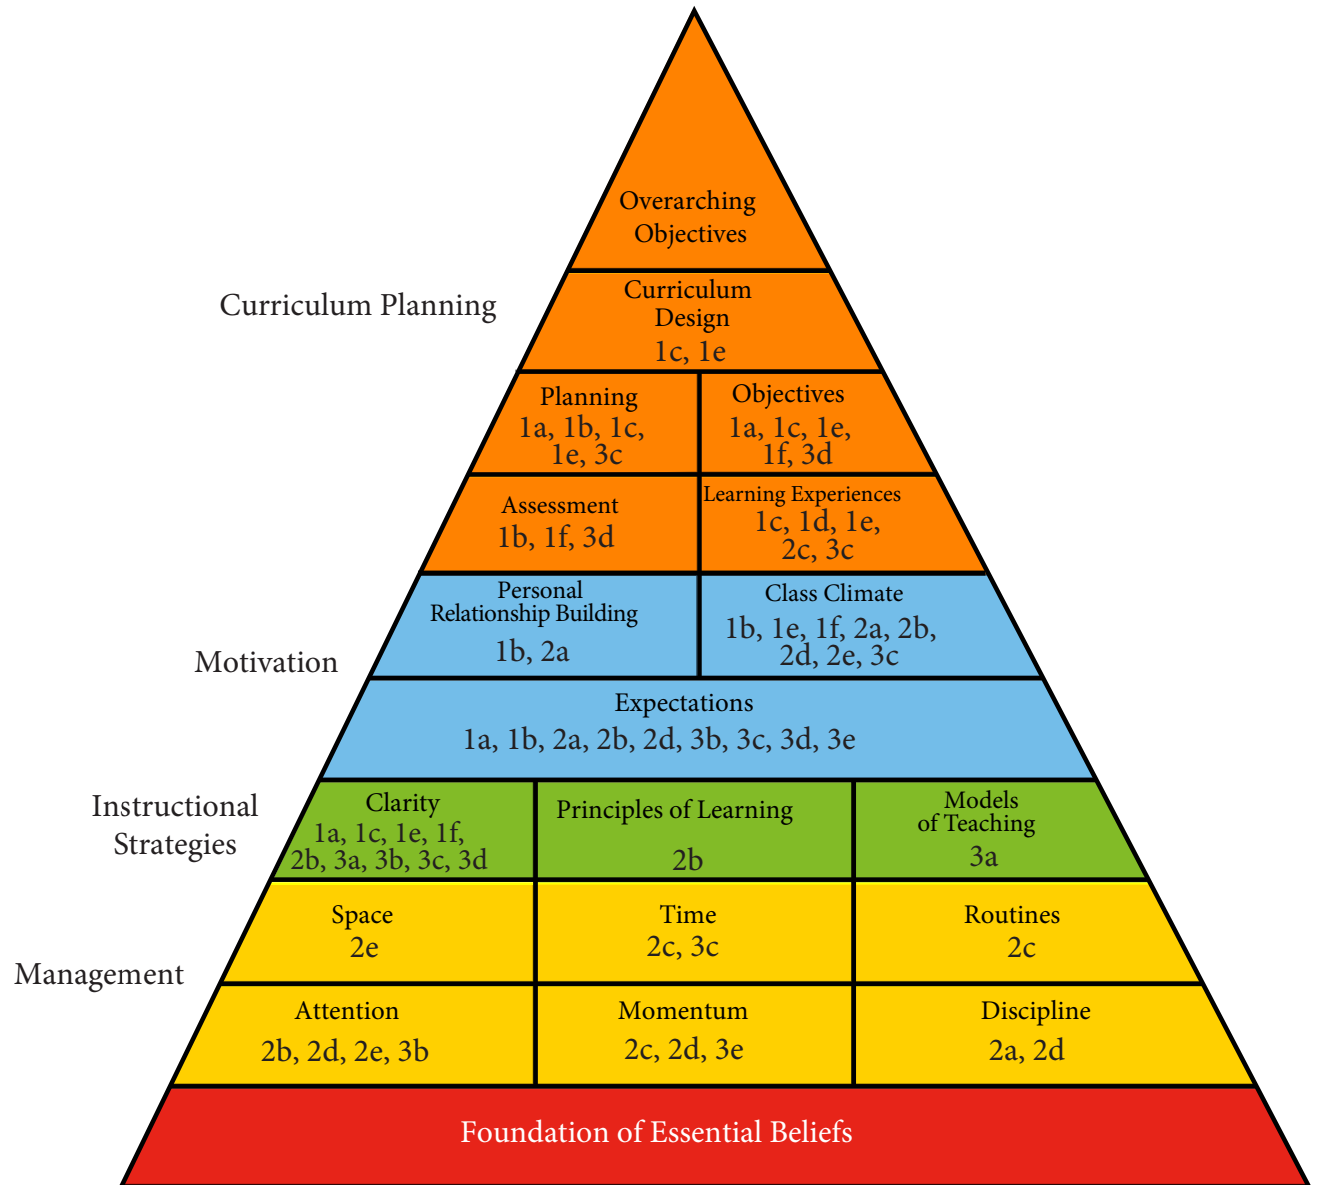 Overarching
Objectives
Curriculum Planning
Curriculum
Design
1c, 1e
Planning
1a, 1b, 1c,
1e, 3c
Objectives
1a, 1c, 1e,
1f, 3d
Assessment
1b, 1f, 3d
Learning Experiences
1c, 1d, 1e,
2c, 3c
Motivation
Personal
Relationship Building
1b, 2a
Class Climate
1b, 1e, 1f, 2a, 2b,
2d, 2e, 3c
Expectations
1a, 1b, 2a, 2b, 2d, 3b, 3c, 3d, 3e
Instructional
Strategies
Clarity
1a, 1c, 1e, 1f,
2b, 3a, 3b, 3c, 3d
Principles of Learning
2b
Models
of Teaching
3a
Management
Space
2e
Time
2c, 3c
Routines
2c
Attention
2b, 2d, 2e, 3b
Momentum
2c, 2d, 3e
Discipline
2a, 2d
Foundation of Essential Beliefs